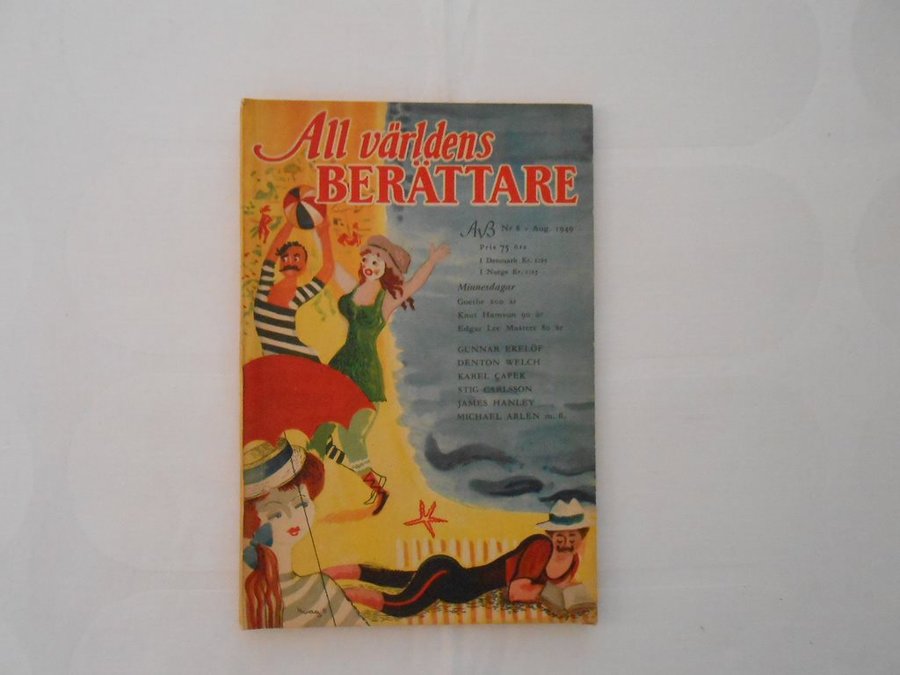 All världens
BERÄTTARE
AvB Nr 8 - Aug. 1949
Pris 75 öre
I Danmark Kr. 1:25
I Norge Kr. 1:25
Minnesdagar
Goethe 200 år
Knut Hamsun 90 år
Edgar Lee Masters 80 år
GUNNAR EKELÖF
DENTON WELCH
KAREL ČAPEK
STIG CARLSSON
JAMES HANLEY
MICHAEL ARLEN m. fl.